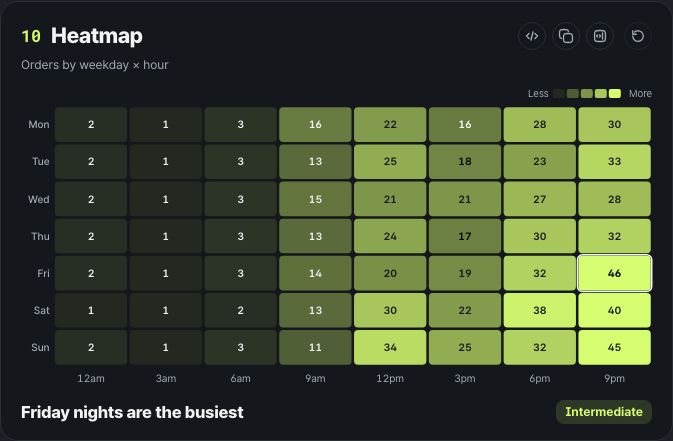 10 Heatmap
Orders by weekday × hour
Less More
Mon 2 1 3 16 22 16 28 30
Tue 2 1 3 13 25 18 23 33
Wed 2 1 3 15 21 21 27 28
Thu 2 1 3 13 24 17 30 32
Fri 2 1 3 14 20 19 32 46
Sat 1 1 2 13 30 22 38 40
Sun 2 1 3 11 34 25 32 45
12am 3am 6am 9am 12pm 3pm 6pm 9pm
Friday nights are the busiest Intermediate